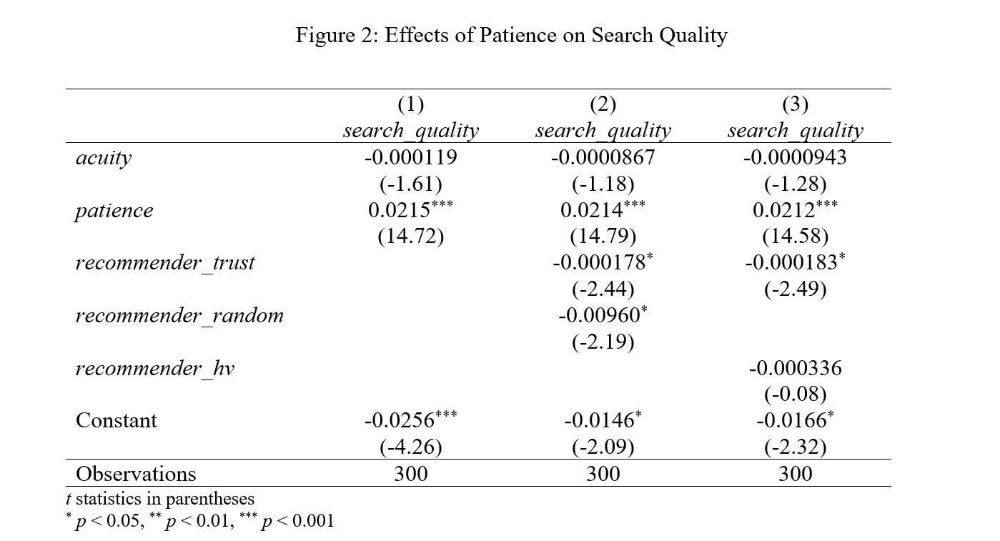 Figure 2: Effects of Patience on Search Quality
(1) (2) (3)
search_quality search_quality search_quality
acuity -0.000119 -0.0000867 -0.0000943
(-1.61) (-1.18) (-1.28)
patience 0.0215*** 0.0214*** 0.0212***
(14.72) (14.79) (14.58)
recommender_trust -0.000178* -0.000183*
(-2.44) (-2.49)
recommender_random -0.00960*
(-2.19)
recommender_hv -0.000336
(-0.08)
Constant -0.0256*** -0.0146* -0.0166*
(-4.26) (-2.09) (-2.32)
Observations 300 300 300
t statistics in parentheses
* p < 0.05, ** p < 0.01, *** p < 0.001